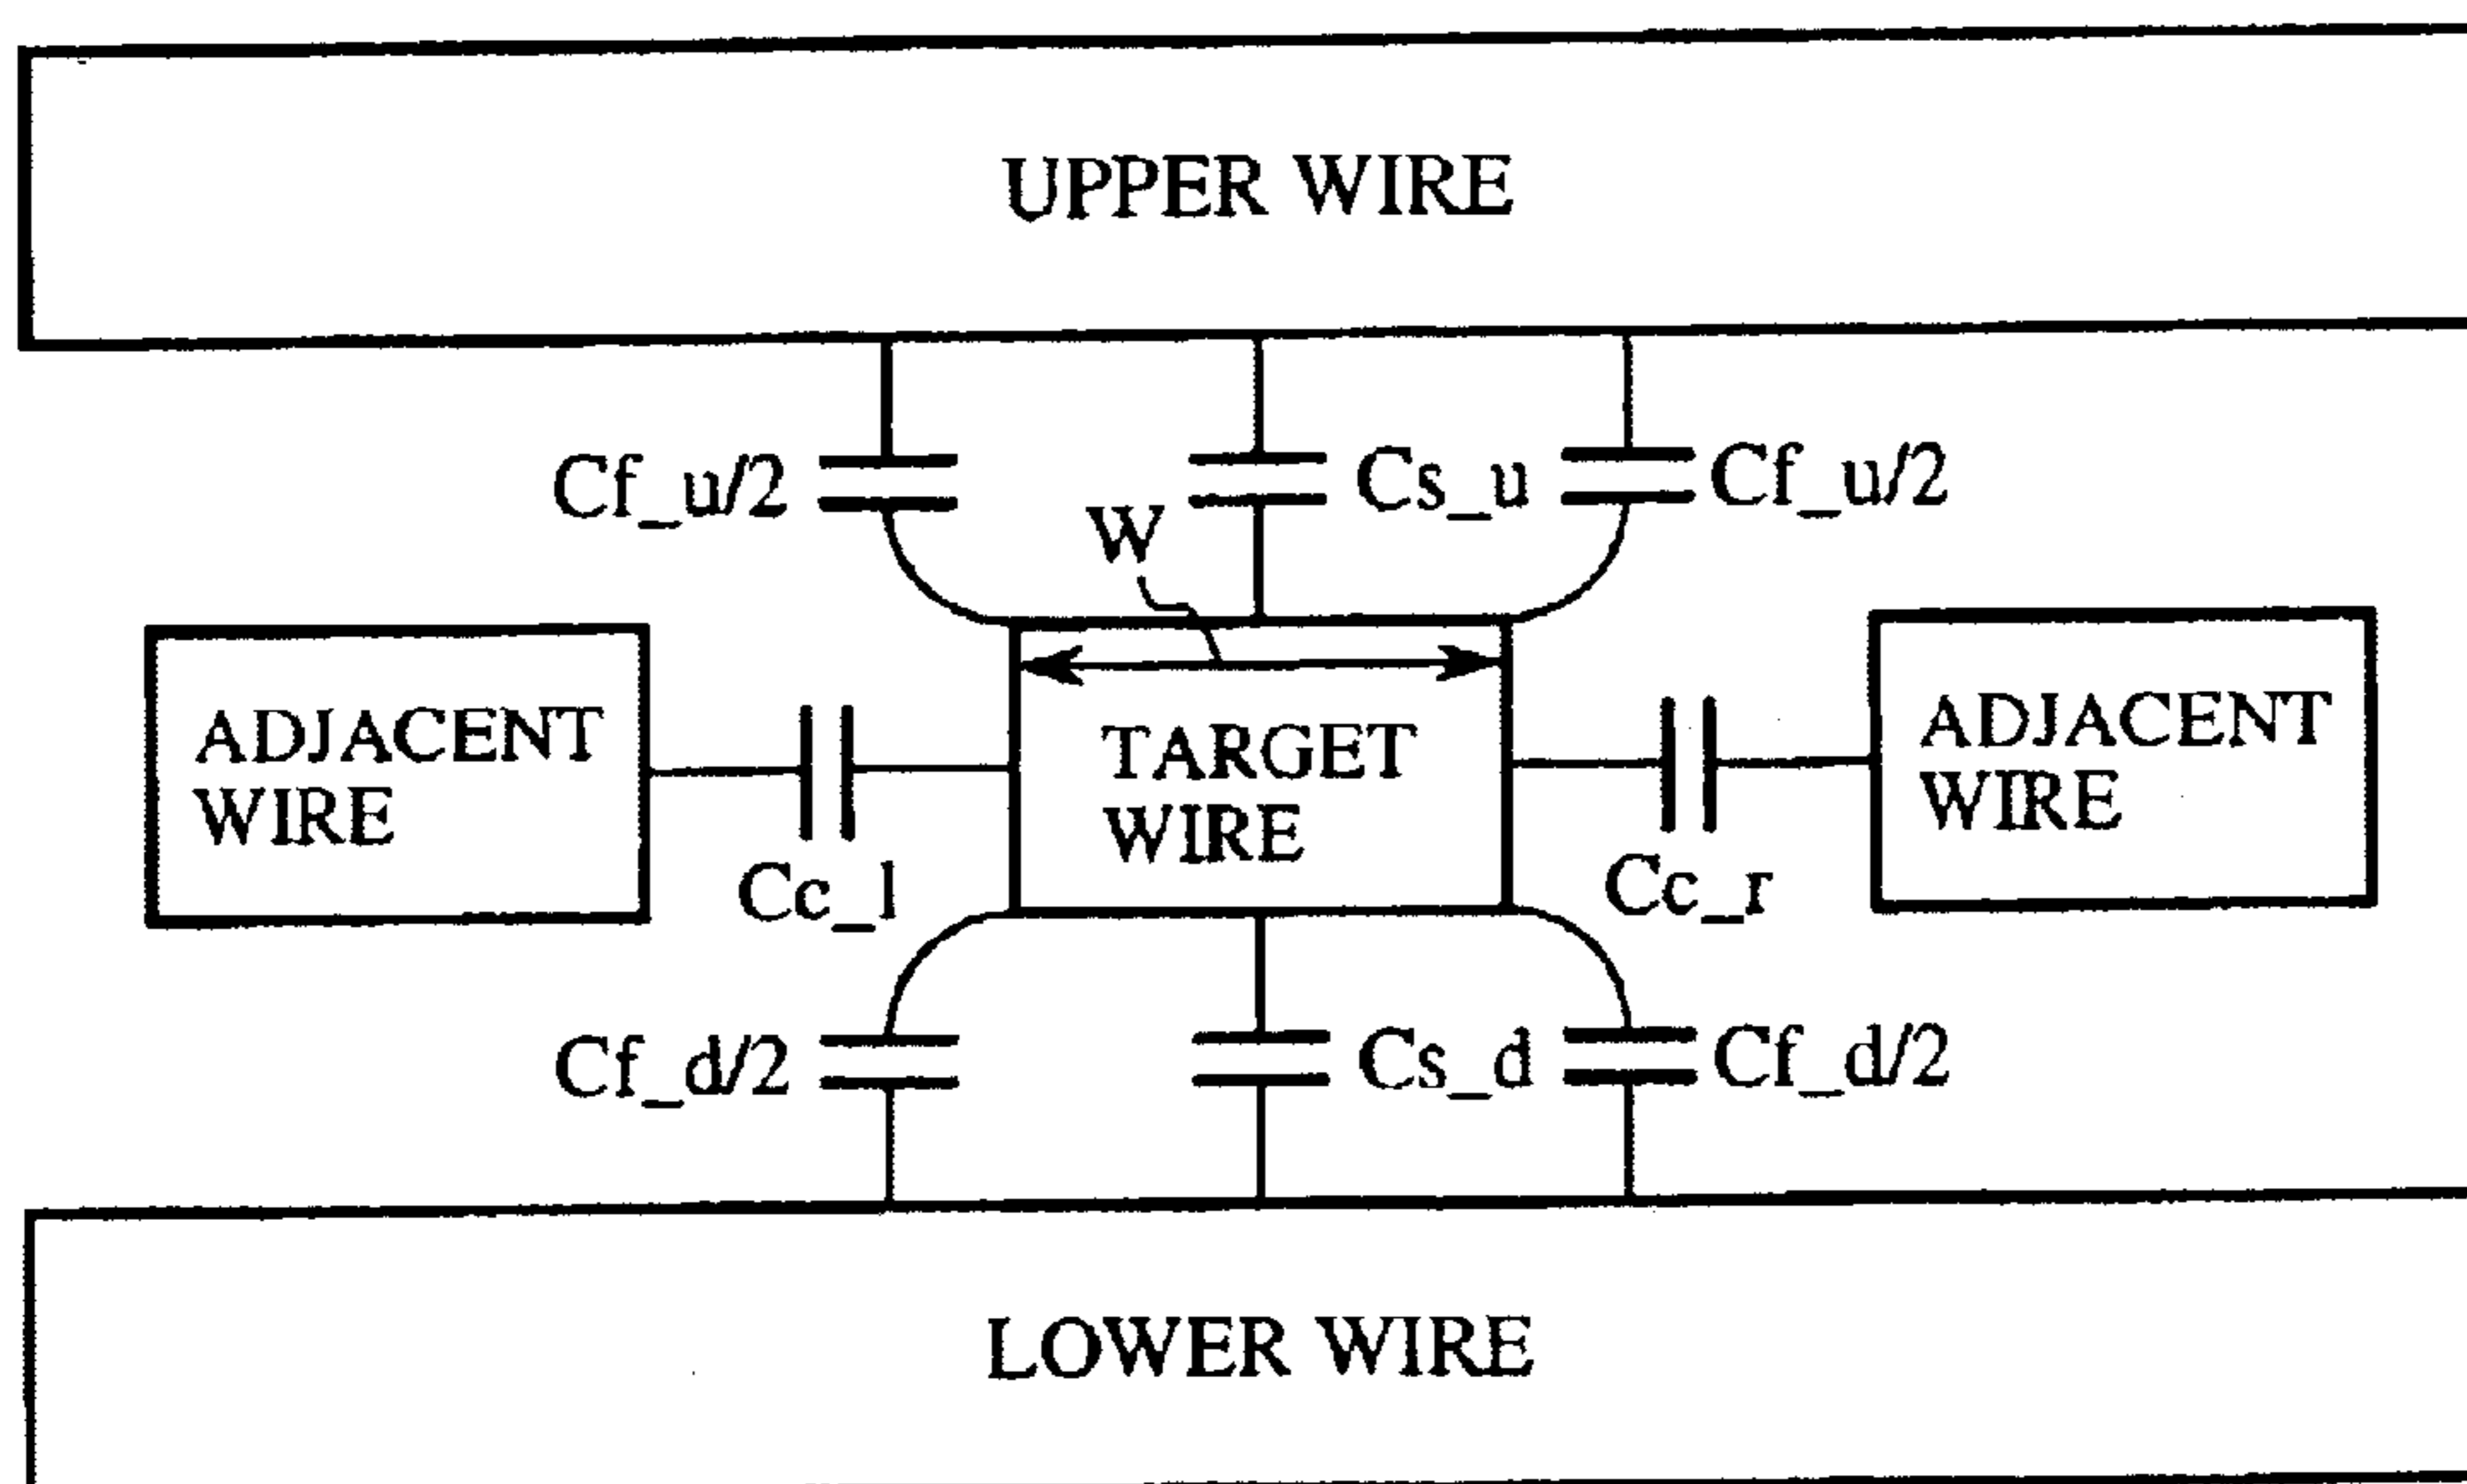 UPPER WIRE
Cf_u/2
Cs_u
Cf_u/2
W
ADJACENT
WIRE
TARGET
WIRE
ADJACENT
WIRE
Cc_l
Cc_r
Cf_d/2
Cs_d
Cf_d/2
LOWER WIRE